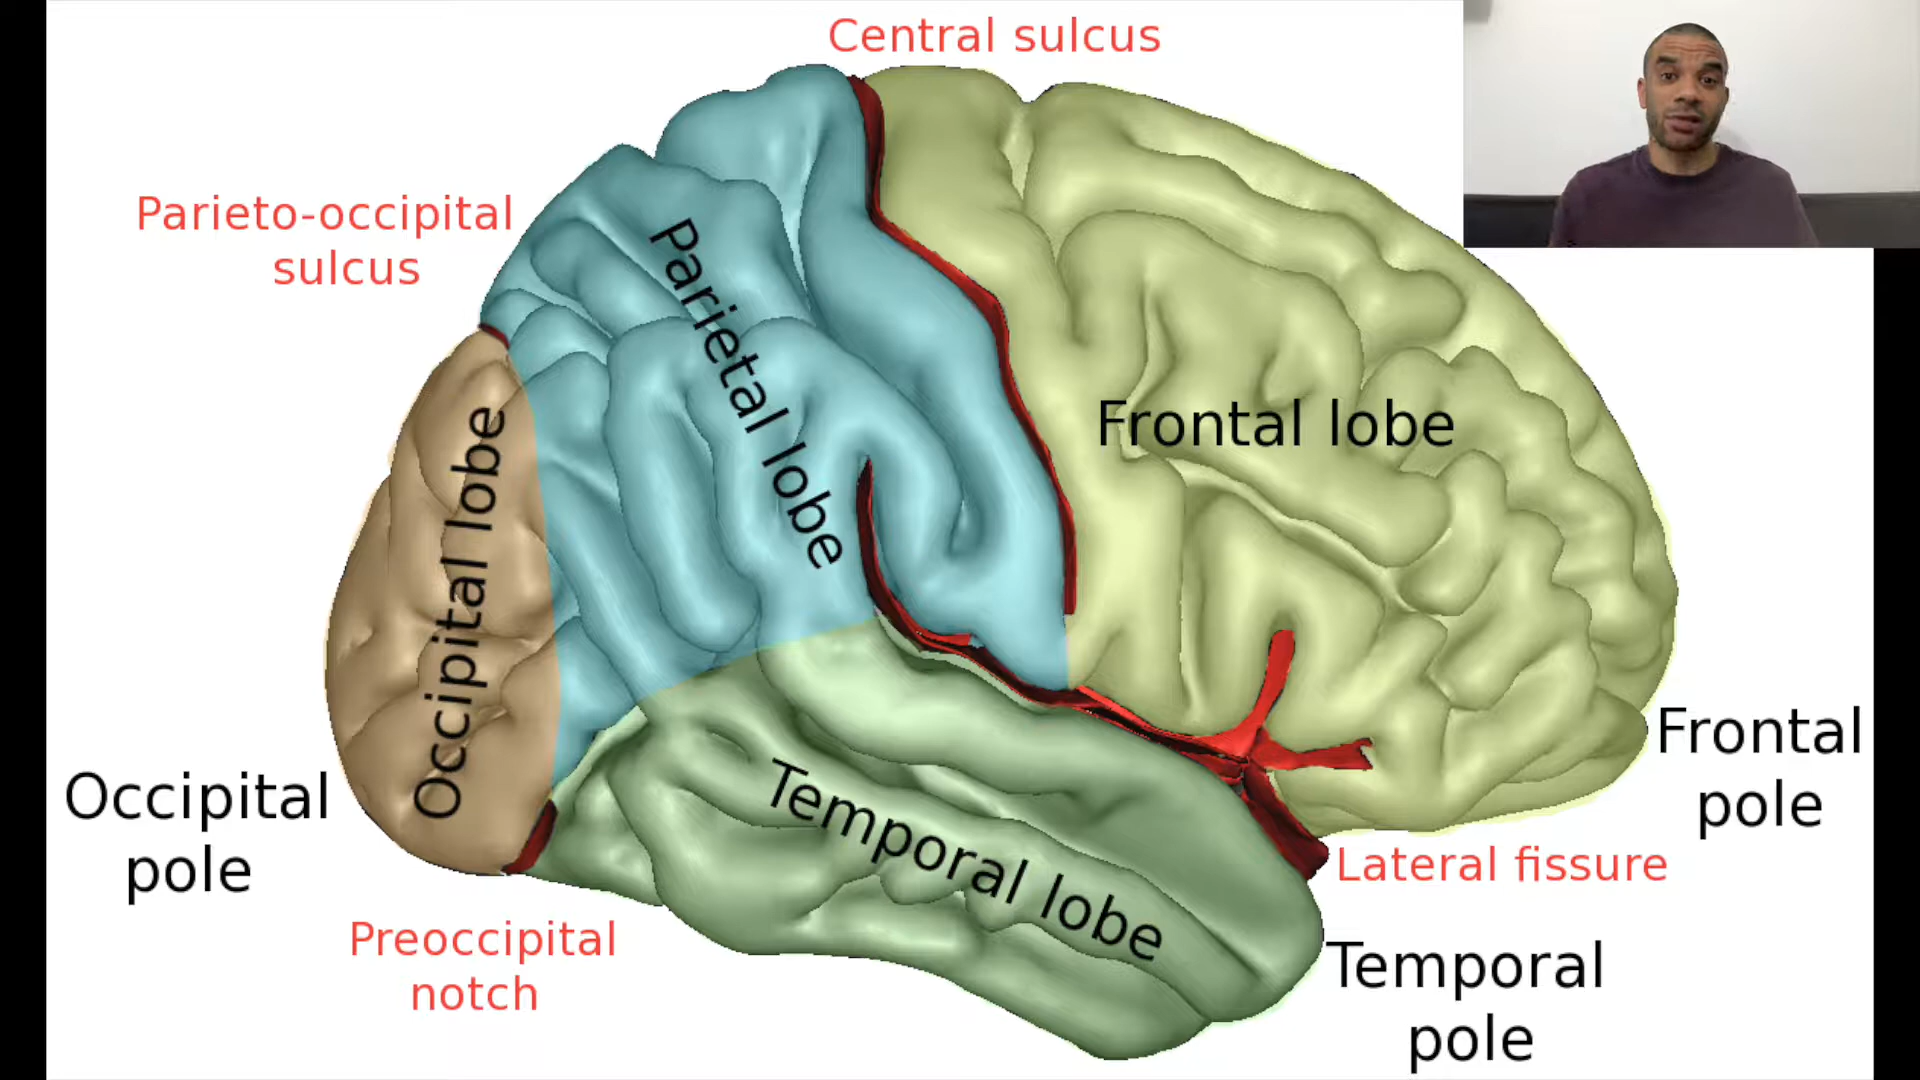 Central sulcus
Parieto-occipital
sulcus
Parietal lobe
Frontal lobe
Occipital lobe
Frontal
pole
Occipital
pole
Temporal lobe
Lateral fissure
Preoccipital
notch
Temporal
pole